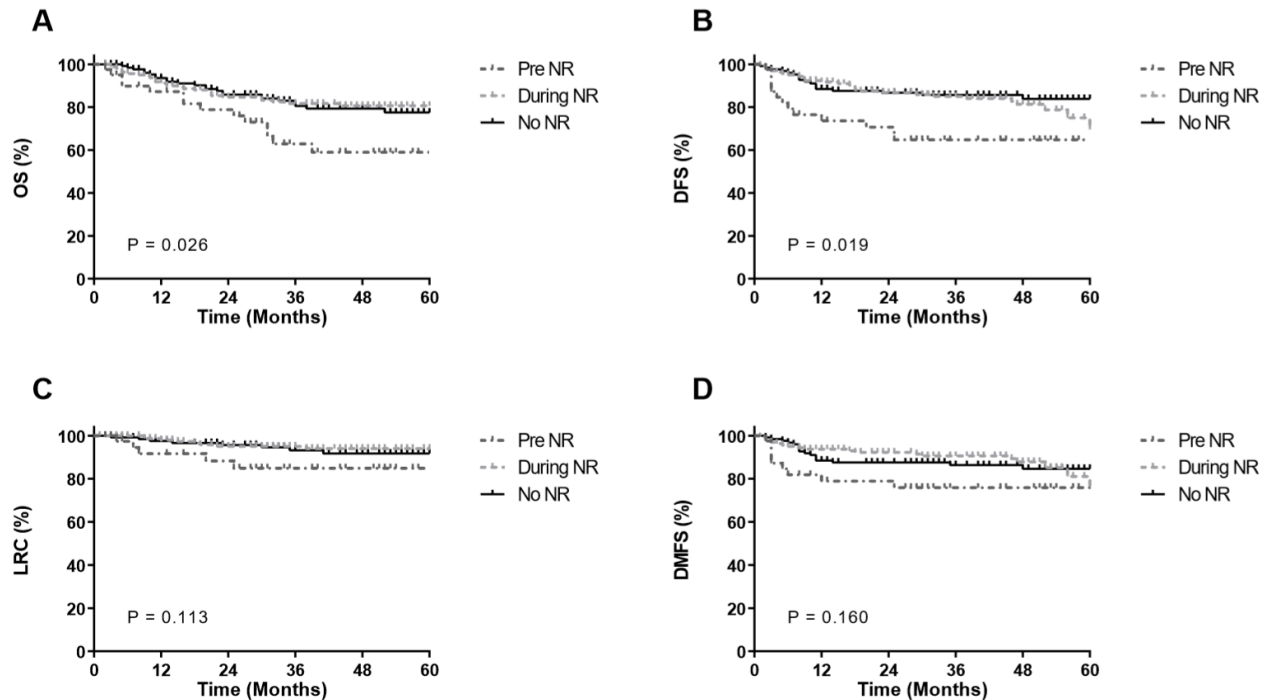 A
OS (%)
100
80
60
40
20
0
0 12 24 36 48 60
Time (Months)
P = 0.026
Pre NR
During NR
No NR
B
DFS (%)
100
80
60
40
20
0
0 12 24 36 48 60
Time (Months)
P = 0.019
Pre NR
During NR
No NR
C
LRC (%)
100
80
60
40
20
0
0 12 24 36 48 60
Time (Months)
P = 0.113
Pre NR
During NR
No NR
D
DMFS (%)
100
80
60
40
20
0
0 12 24 36 48 60
Time (Months)
P = 0.160
Pre NR
During NR
No NR